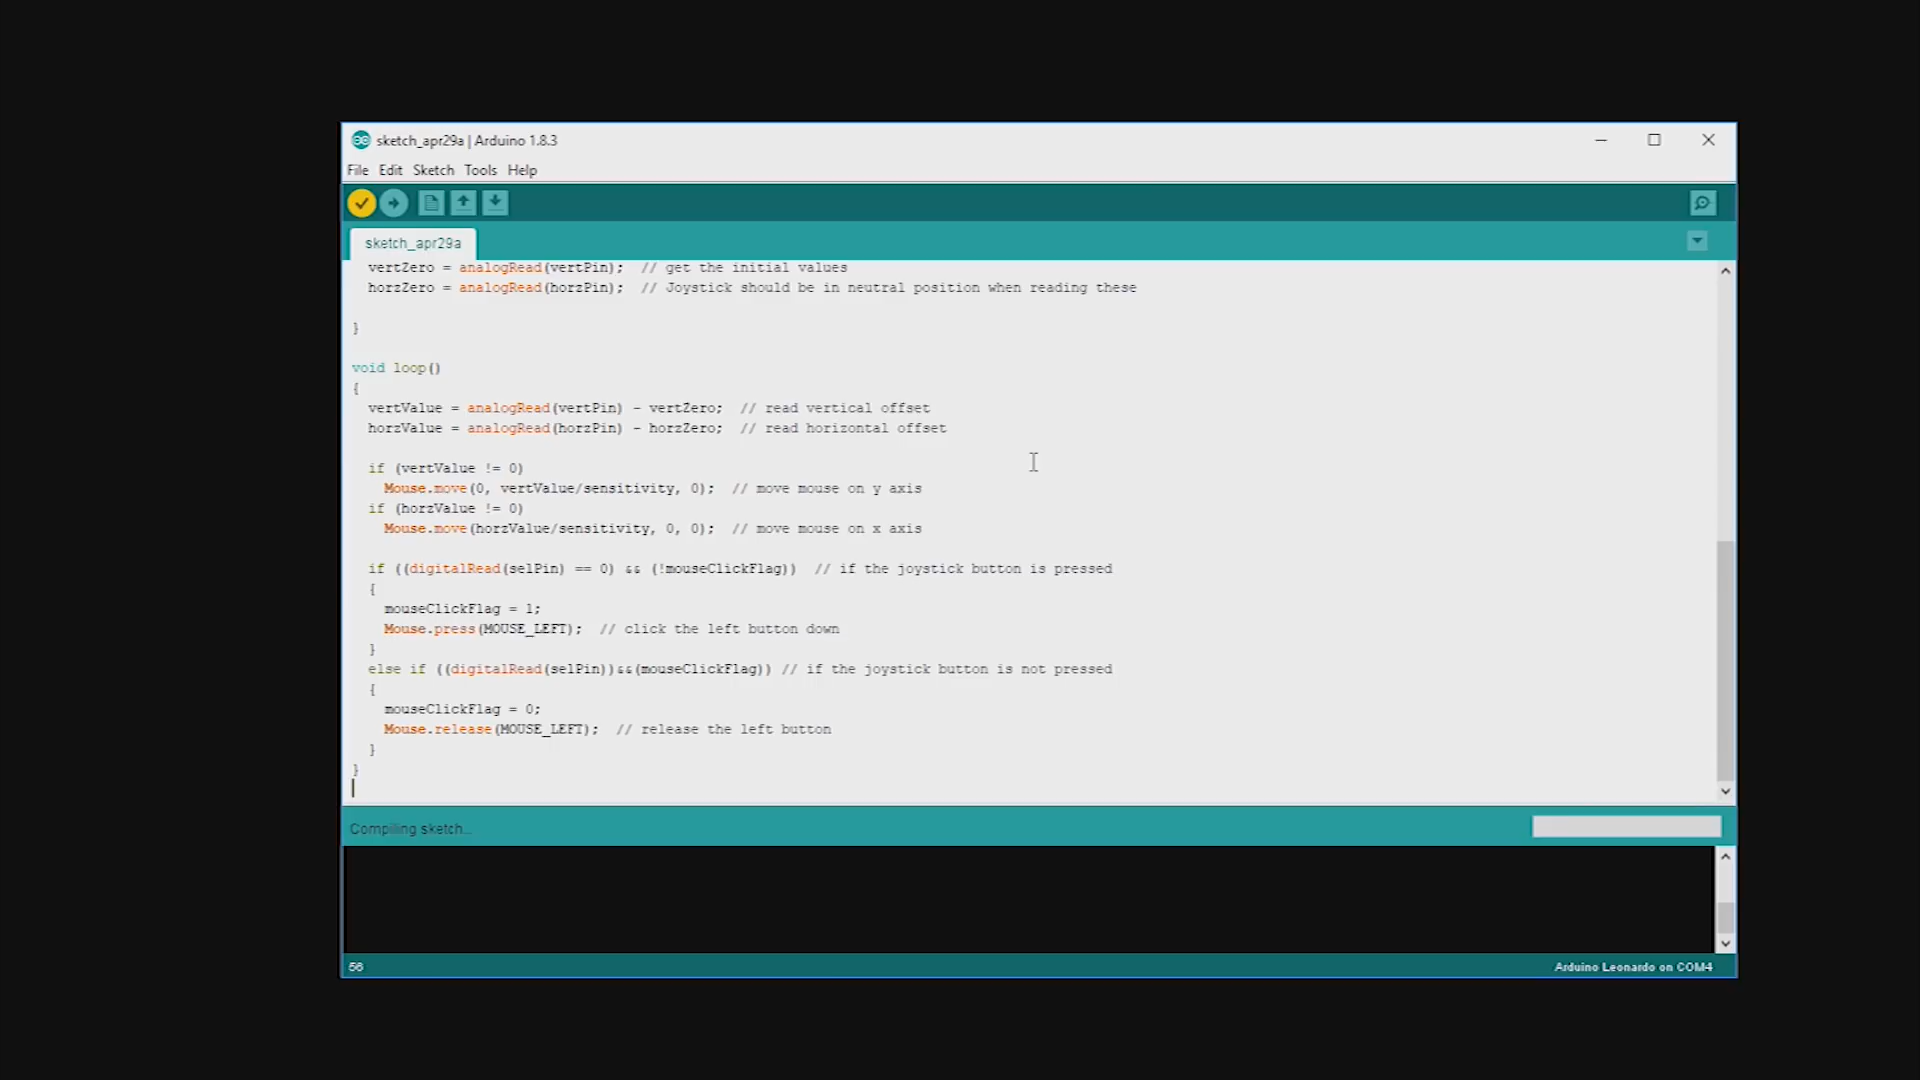 sketch_apr29a | Arduino 1.8.3
File Edit Sketch Tools Help
sketch_apr29a
vertZero = analogRead(vertPin);  // get the initial values
horzZero = analogRead(horzPin);  // Joystick should be in neutral position when reading these
}
void loop()
{
vertValue = analogRead(vertPin) - vertZero;  // read vertical offset
horzValue = analogRead(horzPin) - horzZero;  // read horizontal offset
if (vertValue != 0)
Mouse.move(0, vertValue/sensitivity, 0);  // move mouse on y axis
if (horzValue != 0)
Mouse.move(horzValue/sensitivity, 0, 0);  // move mouse on x axis
if ((digitalRead(selPin) == 0) && (!mouseClickFlag))  // if the joystick button is pressed
{
mouseClickFlag = 1;
Mouse.press(MOUSE_LEFT);  // click the left button down
}
else if ((digitalRead(selPin))&&(mouseClickFlag)) // if the joystick button is not pressed
{
mouseClickFlag = 0;
Mouse.release(MOUSE_LEFT);  // release the left button
}
}
Compiling sketch...
56
Arduino Leonardo on COM4